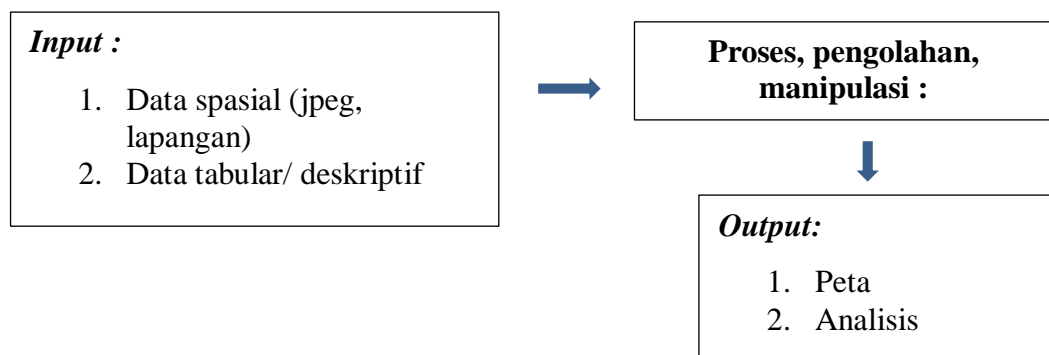 Input :
1. Data spasial (jpeg,
lapangan)
2. Data tabular/ deskriptif
Proses, pengolahan,
manipulasi :
Output:
1. Peta
2. Analisis